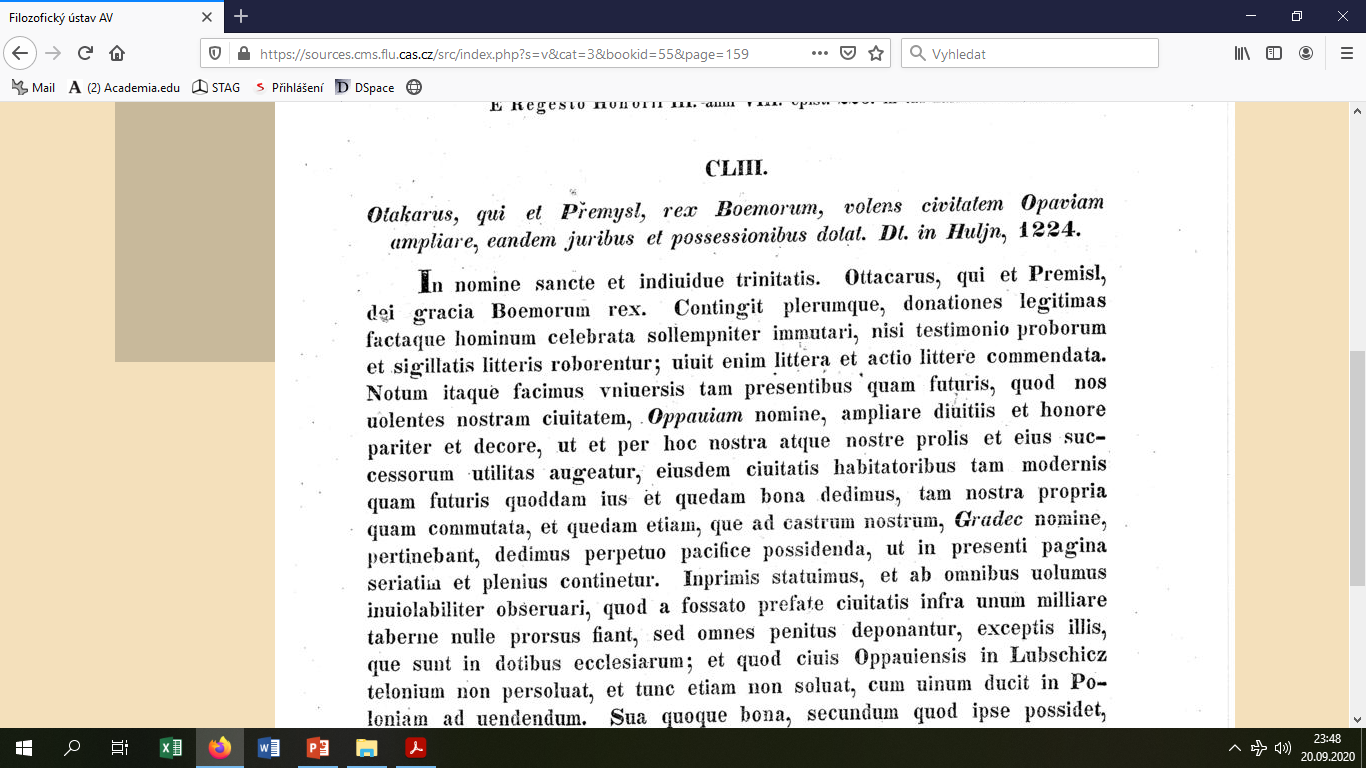 Filozofický ústav AV
https://sources.cms.flu.cas.cz/src/index.php?s=v&cat=3&bookid=55&page=159
Vyhledat
Mail (2) Academia.edu STAG Přihlášení DSpace
E Regesto Honorii III. anni VIII. epist.
CLIII.
Otakarus, qui et Přemysl, rex Boemorum, volens civitatem Opaviam
ampliare, eandem juribus et possessionibus dotat. Dt. in Huljn, 1224.
In nomine sancte et indiuidue trinitatis. Ottacarus, qui et Premisl,
dei gracia Boemorum rex. Contingit plerumque, donationes legitimas
factaque hominum celebrata sollempniter immutari, nisi testimonio proborum
et sigillatis litteris roborentur; uiuit enim littera et actio littere commendata.
Notum itaque facimus vniuersis tam presentibus quam futuris, quod nos
uolentes nostram ciuitatem, Oppauiam nomine, ampliare diuitiis et honore
pariter et decore, ut et per hoc nostra atque nostre prolis et eius suc-
cessorum utilitas augeatur, eiusdem ciuitatis habitatoribus tam modernis
quam futuris quoddam ius et quedam bona dedimus, tam nostra propria
quam commutata, et quedam etiam, que ad castrum nostrum, Gradec nomine,
pertinebant, dedimus perpetuo pacifice possidenda, ut in presenti pagina
seriatim et plenius continetur. Inprimis statuimus, et ab omnibus uolumus
inuiolabiliter obseruari, quod a fossato prefate ciuitatis infra unum milliare
taberne nulle prorsus fiant, sed omnes penitus deponantur, exceptis illis,
que sunt in dotibus ecclesiarum; et quod ciuis Oppauiensis in Lubschicz
telonium non persoluat, et tunc etiam non soluat, cum uinum ducit in Po-
loniam ad uendendum. Sua quoque bona, secundum quod ipse possidet,
23:48
20.09.2020